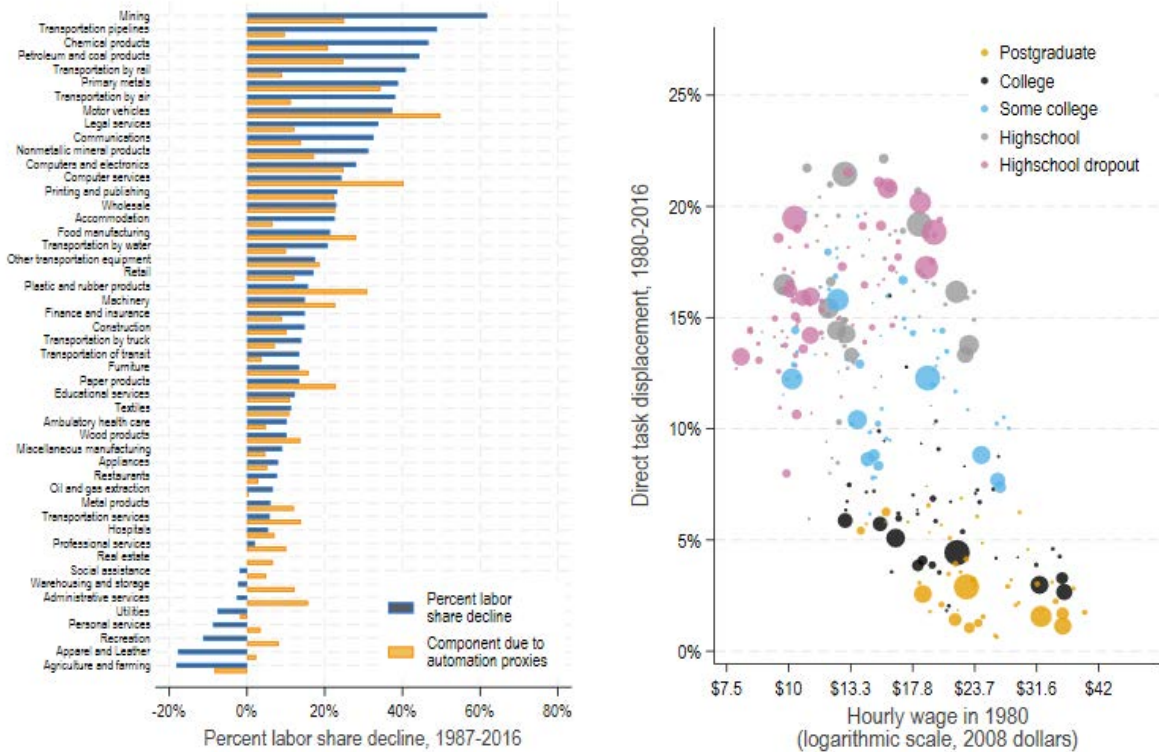 Mining
Transportation pipelines
Chemical products
Petroleum and coal products
Transportation by rail
Primary metals
Transportation by air
Motor vehicles
Legal services
Communications
Nonmetallic mineral products
Computers and electronics
Computer services
Printing and publishing
Wholesale
Accommodation
Food manufacturing
Transportation by water
Other transportation equipment
Retail
Plastic and rubber products
Machinery
Finance and insurance
Construction
Transportation by truck
Transportation of transit
Furniture
Paper products
Educational services
Textiles
Ambulatory health care
Wood products
Miscellaneous manufacturing
Appliances
Restaurants
Oil and gas extraction
Metal products
Transportation services
Hospitals
Professional services
Real estate
Social assistance
Warehousing and storage
Administrative services
Utilities
Personal services
Recreation
Apparel and Leather
Agriculture and farming
Percent labor
share decline
Component due to
automation proxies
-20% 0% 20% 40% 60% 80%
Percent labor share decline, 1987-2016
Postgraduate
College
Some college
Highschool
Highschool dropout
Direct task displacement, 1980-2016
25%
20%
15%
10%
5%
0%
$7.5 $10 $13.3 $17.8 $23.7 $31.6 $42
Hourly wage in 1980
(logarithmic scale, 2008 dollars)